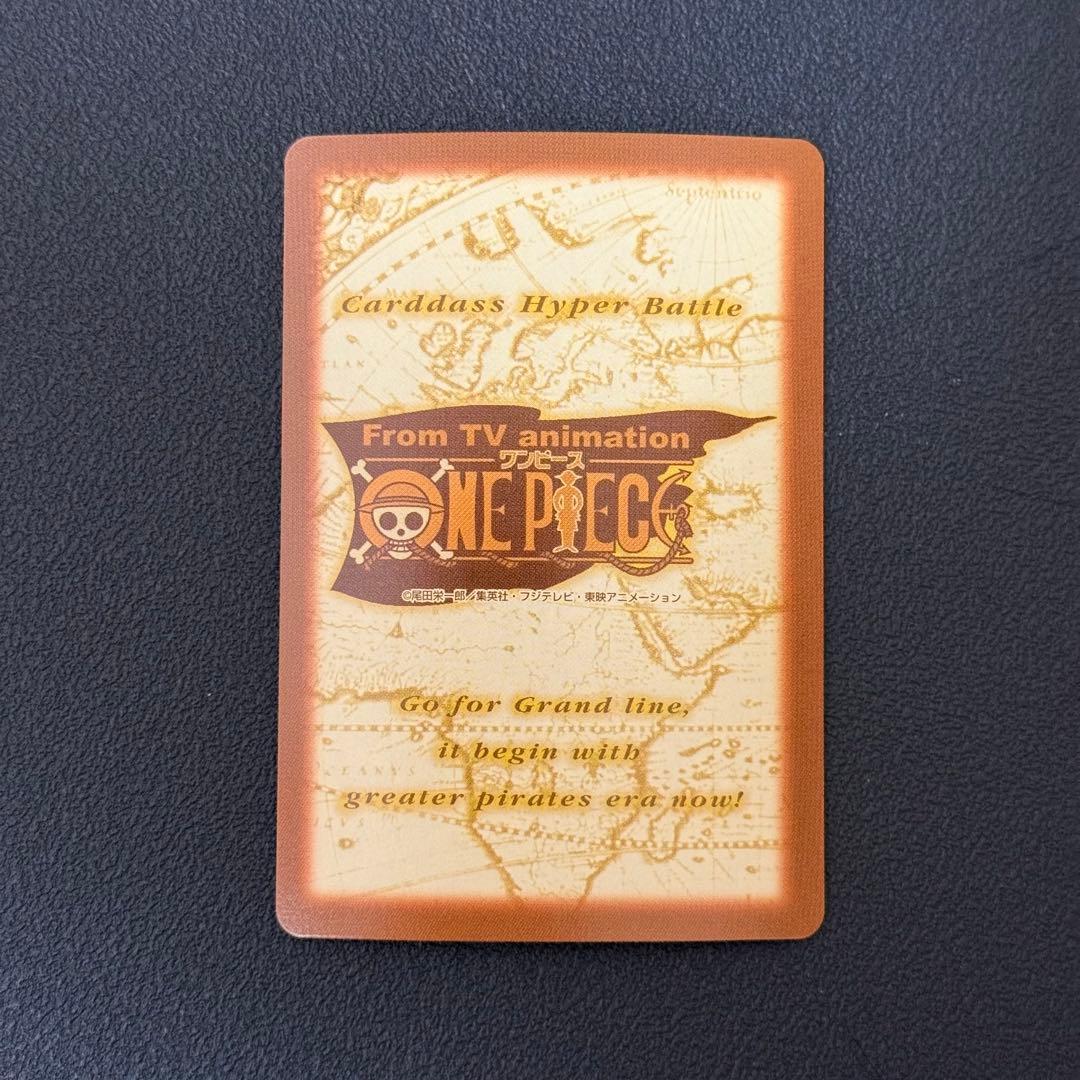 Septentrio
Carddass Hyper Battle
From TV animation
ワンピース
ONE PIECE
©尾田栄一郎／集英社・フジテレビ・東映アニメーション
Go for Grand line,
it begin with
greater pirates era now!